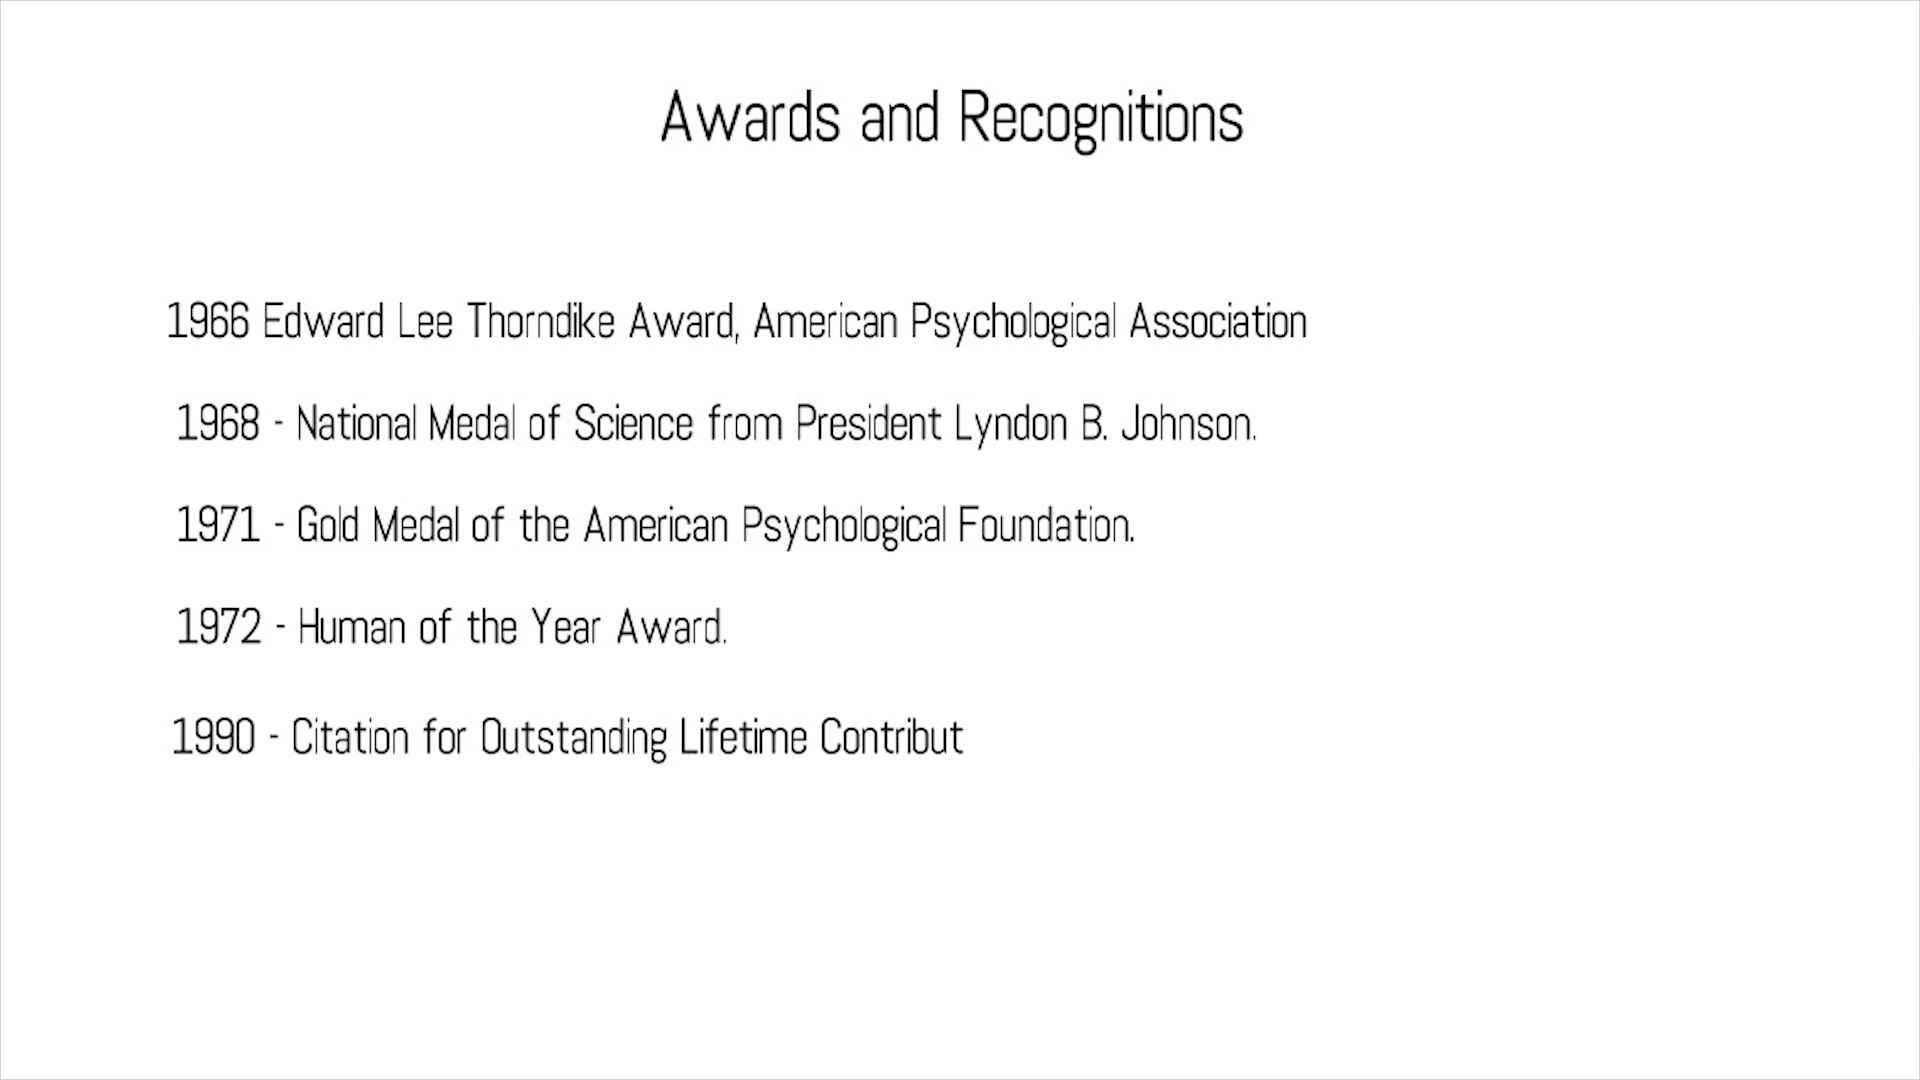 Awards and Recognitions
1966 Edward Lee Thorndike Award, American Psychological Association
1968 - National Medal of Science from President Lyndon B. Johnson.
1971 - Gold Medal of the American Psychological Foundation.
1972 - Human of the Year Award.
1990 - Citation for Outstanding Lifetime Contribut